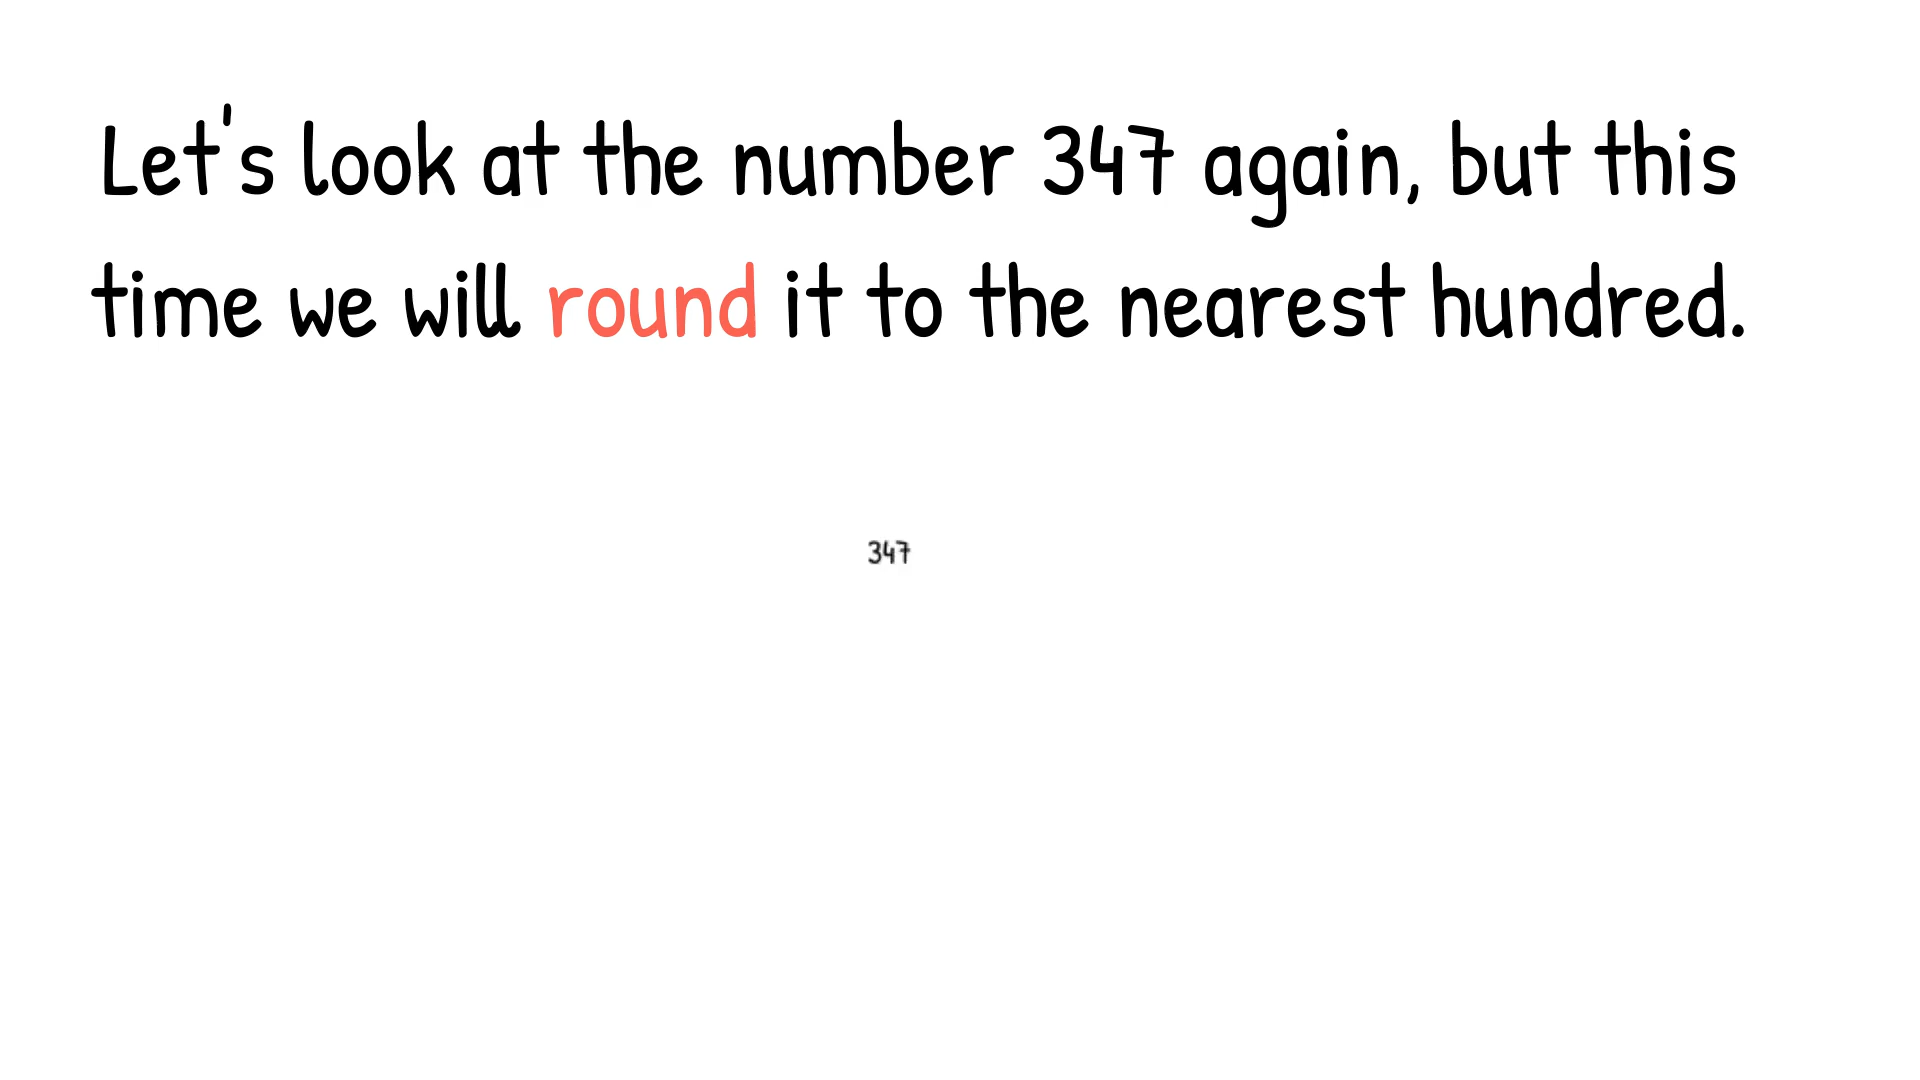 Let's look at the number 347 again, but this
time we will round it to the nearest hundred.
347